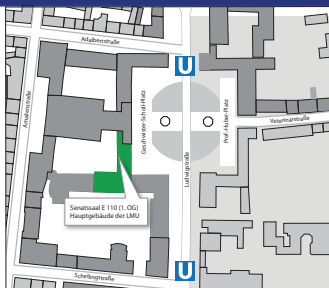 Adalbertstraße
U
Amalienstraße
Geschwister-Scholl-Platz
Prof.-Huber-Platz
Veterinärstraße
Ludwigstraße
Senatssaal E 110 (1. OG)
Hauptgebäude der LMU
Schellingstraße
U